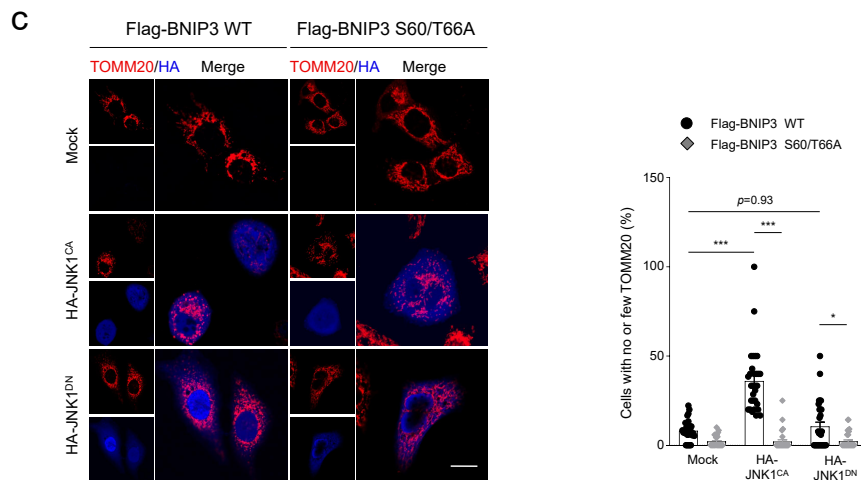 C
Flag-BNIP3 WT
Flag-BNIP3 S60/T66A
TOMM20/HA
Merge
TOMM20/HA
Merge
Mock
HA-JNK1CA
HA-JNK1DN
Flag-BNIP3 WT
Flag-BNIP3 S60/T66A
Cells with no or few TOMM20 (%)
150
100
50
0
p=0.93
***
***
*
Mock
HA-
JNK1CA
HA-
JNK1DN